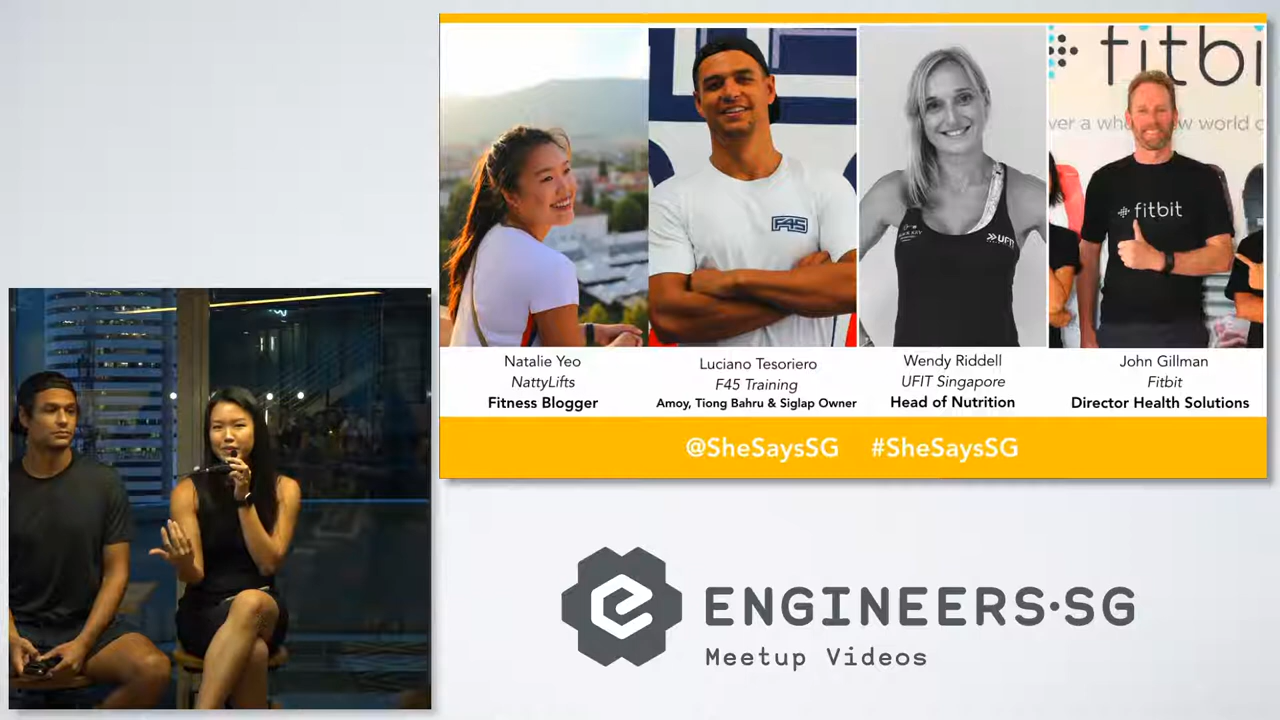 fitbit
Natalie Yeo
NattyLifts
Fitness Blogger
F45
Luciano Tesoriero
F45 Training
Amoy, Tiong Bahru & Siglap Owner
UFIT
Wendy Riddell
UFIT Singapore
Head of Nutrition
fitbit
John Gillman
Fitbit
Director Health Solutions
@SheSaysSG #SheSaysSG
ENGINEERS·SG
Meetup Videos